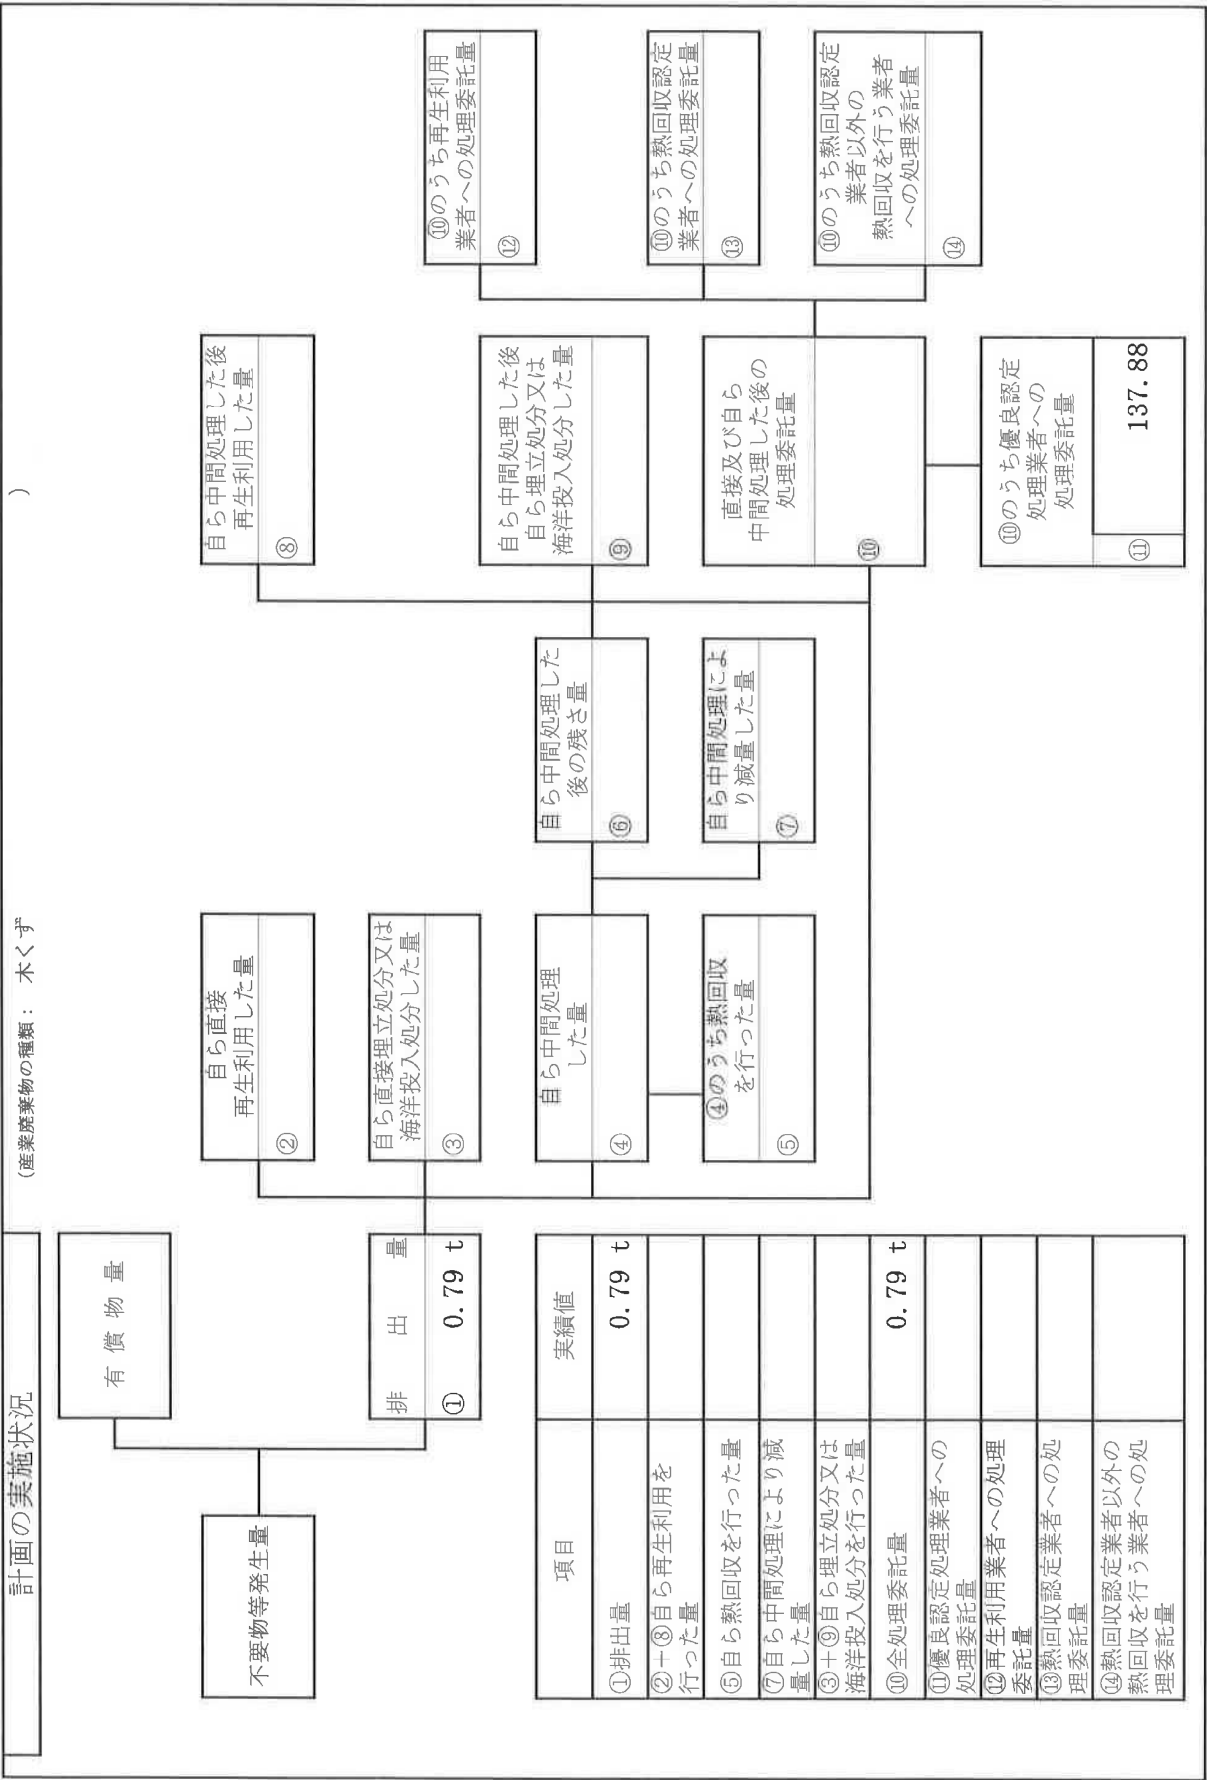 計画の実施状況
(産業廃棄物の種類： 木くず
)
不要物等発生量
有償物量
排出量
① 0.79 t
自ら直接
再生利用した量
②
自ら直接埋立処分又は
海洋投入処分した量
③
自ら中間処理
した量
④
④のうち熱回収
を行った量
⑤
自ら中間処理した
後の残さ量
⑥
自ら中間処理によ
り減量した量
⑦
自ら中間処理した後
再生利用した量
⑧
自ら中間処理した後
自ら埋立処分又は
海洋投入処分した量
⑨
直接及び自ら
中間処理した後の
処理委託量
⑩
⑩のうち優良認定
処理業者への
処理委託量
⑪ 137.88
⑩のうち再生利用
業者への処理委託量
⑫
⑩のうち熱回収認定
業者への処理委託量
⑬
⑩のうち熱回収認定
業者以外の
熱回収を行う業者
への処理委託量
⑭
項目 実績値
①排出量 0.79 t
②+⑧自ら再生利用を
行った量
⑤自ら熱回収を行った量
⑦自ら中間処理により減
量した量
③+⑨自ら埋立処分又は
海洋投入処分を行った量
⑩全処理委託量 0.79 t
⑪優良認定処理業者への
処理委託量
⑫再生利用業者への処理
委託量
⑬熱回収認定業者への処
理委託量
⑭熱回収認定業者以外の
熱回収を行う業者への処
理委託量